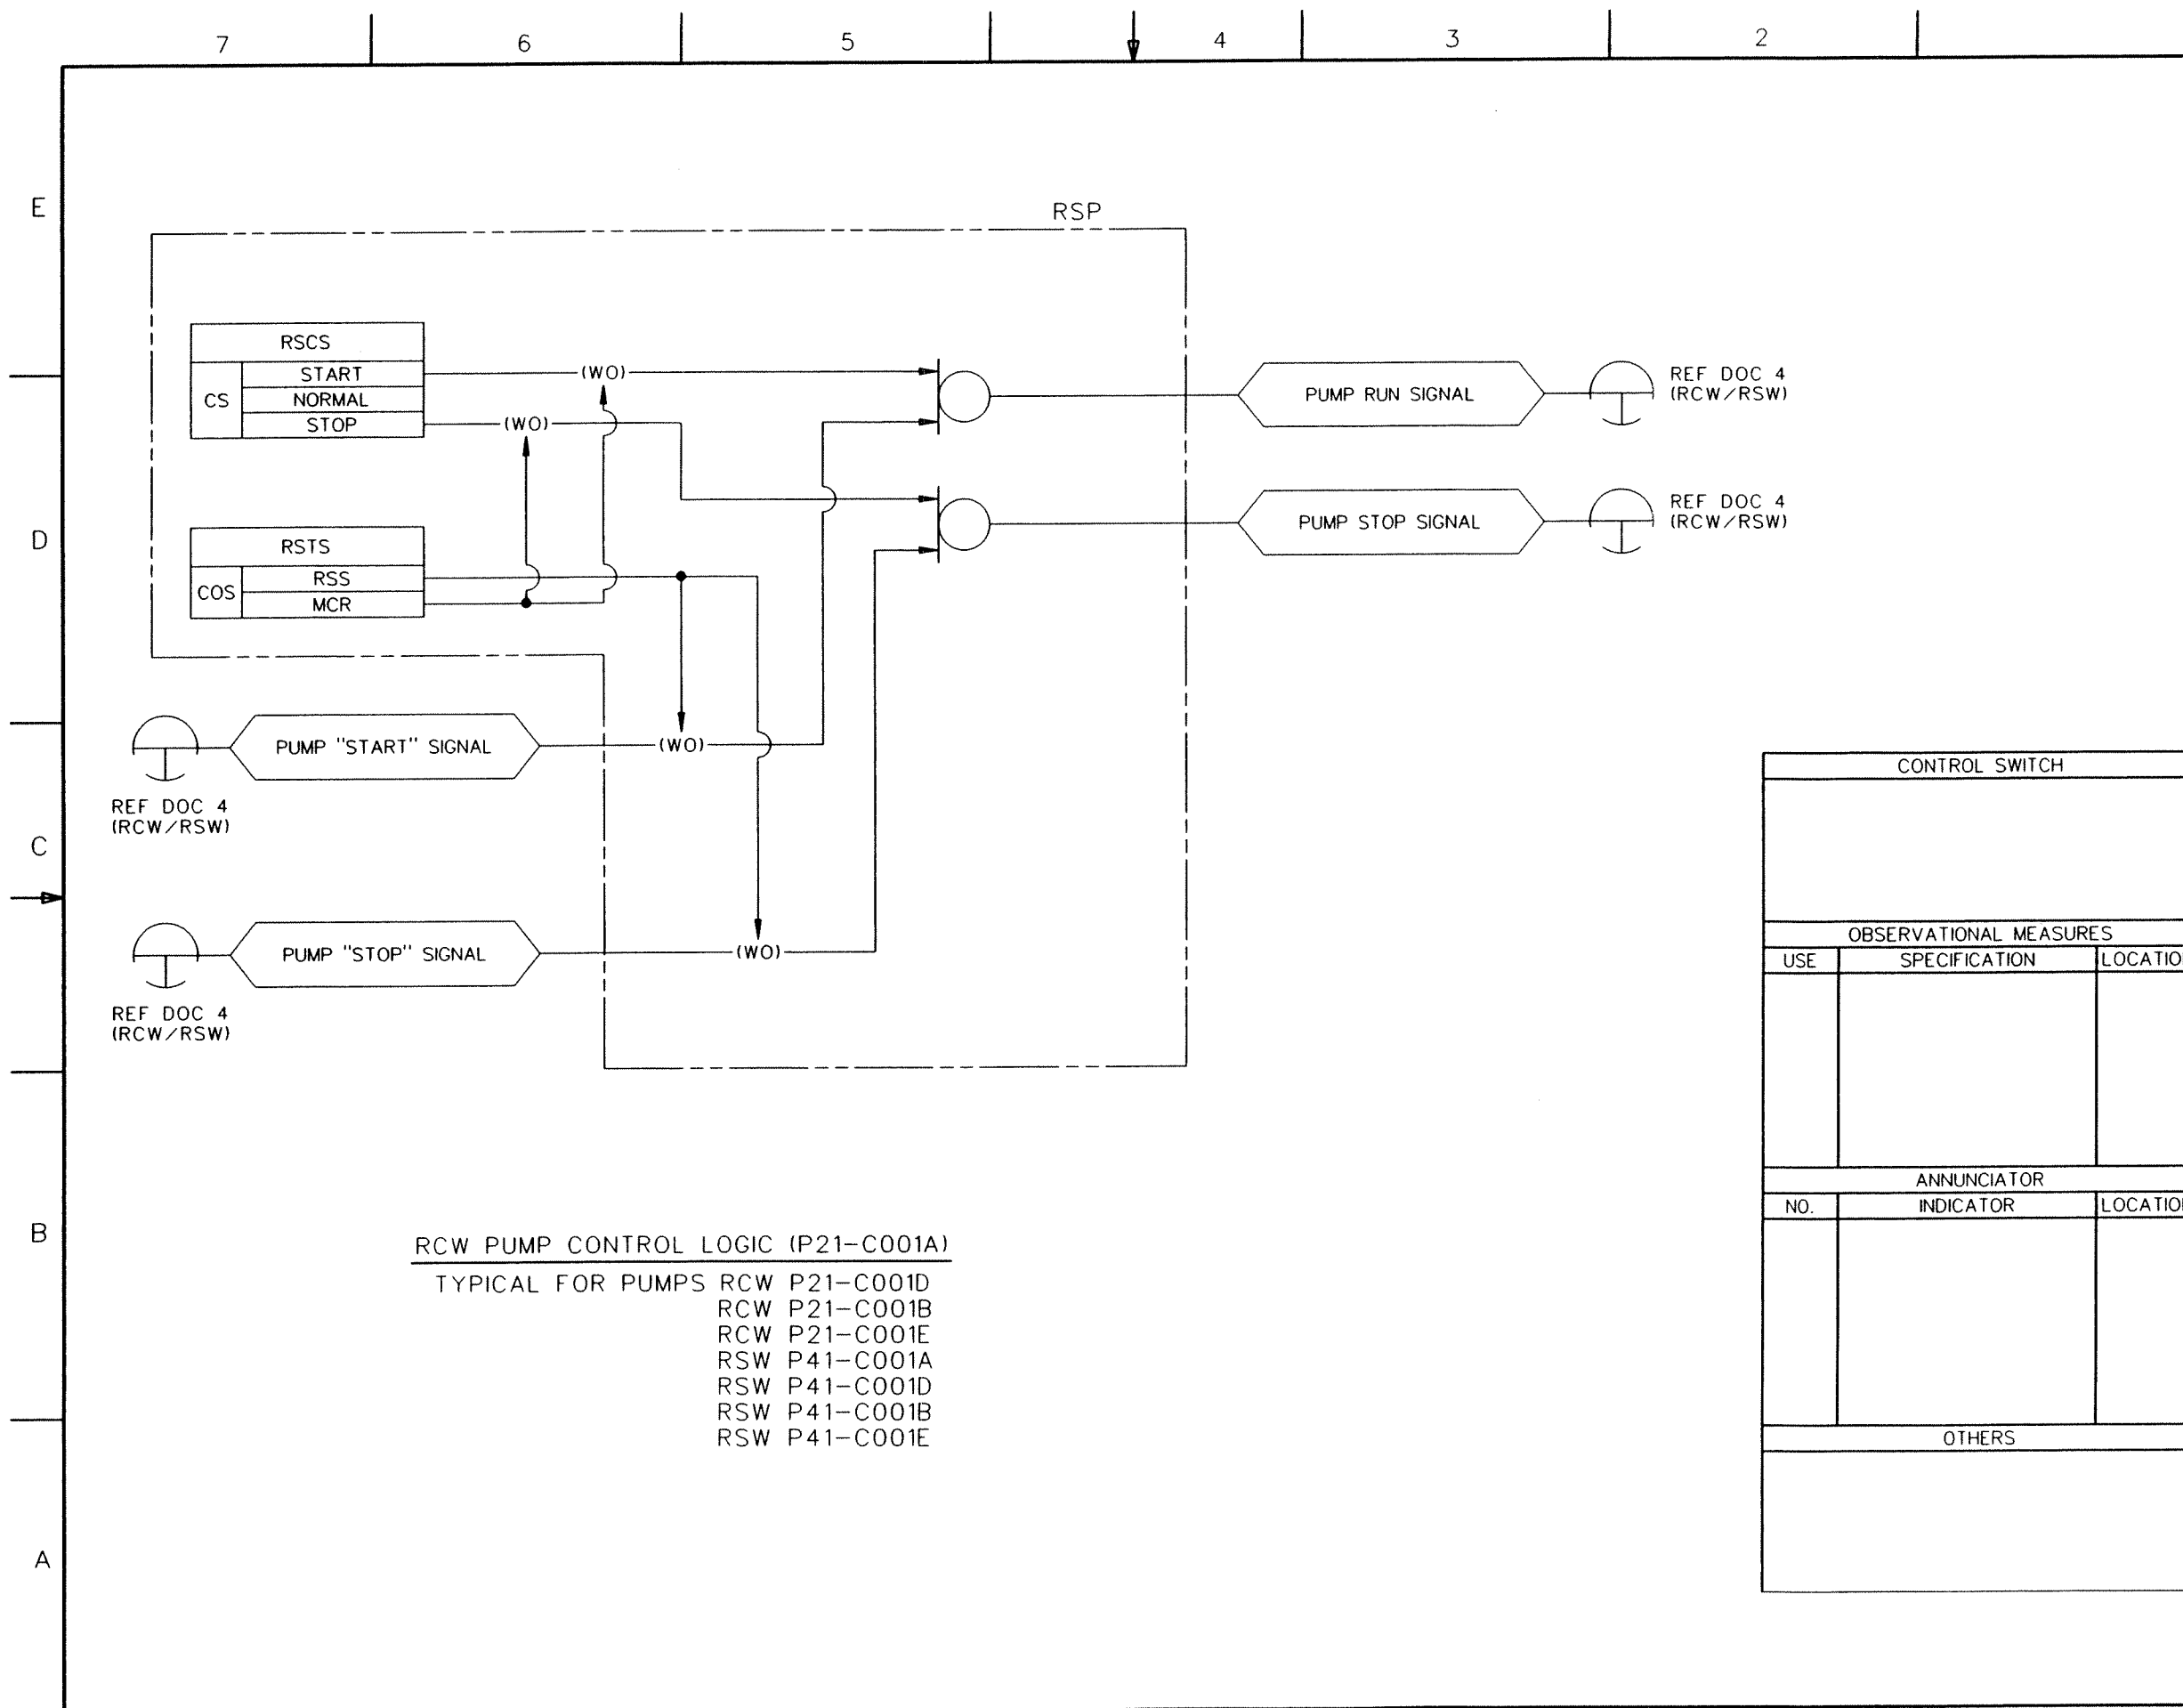 7 6 5 4 3 2
E
RSP
RSCS
CS
START
NORMAL
STOP
(WO)
(WO)
PUMP RUN SIGNAL
REF DOC 4
(RCW/RSW)
PUMP STOP SIGNAL
REF DOC 4
(RCW/RSW)
D
RSTS
COS
RSS
MCR
PUMP "START" SIGNAL
(WO)
REF DOC 4
(RCW/RSW)
C
PUMP "STOP" SIGNAL
(WO)
REF DOC 4
(RCW/RSW)
CONTROL SWITCH
OBSERVATIONAL MEASURES
USE SPECIFICATION LOCATIO
ANNUNCIATOR
NO. INDICATOR LOCATIO
OTHERS
B
RCW PUMP CONTROL LOGIC (P21-C001A)
TYPICAL FOR PUMPS RCW P21-C001D
RCW P21-C001B
RCW P21-C001E
RSW P41-C001A
RSW P41-C001D
RSW P41-C001B
RSW P41-C001E
A